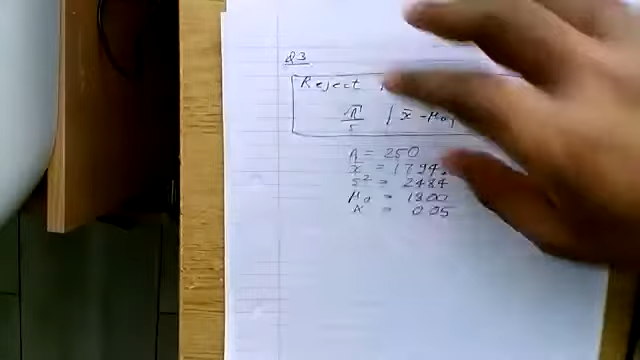 Q3
Reject
√n/s | x̄ - μ₀ |
n = 250
x̄ = 1794.
s² = 2484
μ₀ = 1800
α = 0.05